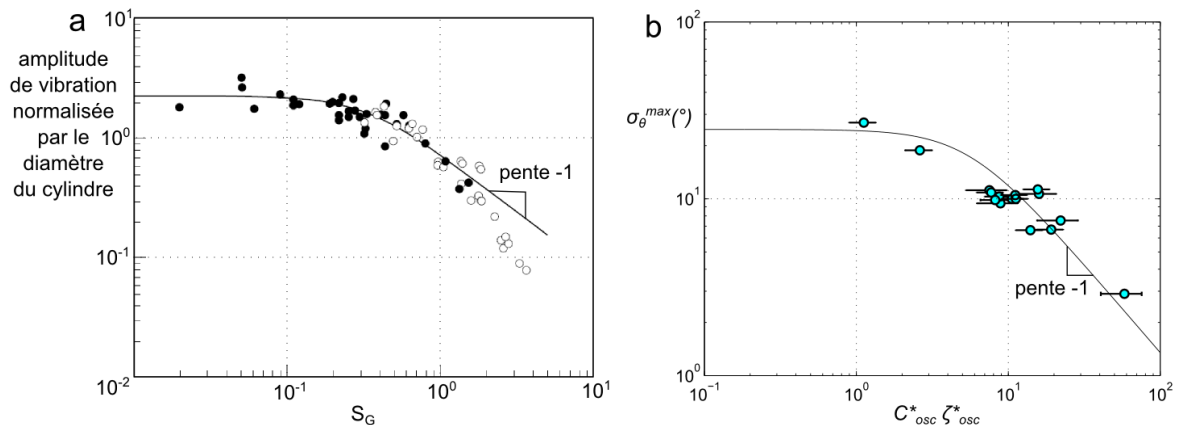 a
10^1
10^0
10^-1
10^-2
amplitude
de vibration
normalisée
par le
diamètre
du cylindre
pente -1
10^-1
10^0
10^1
S_G
b
10^2
σ_θ^max(°)
10^1
10^0
pente -1
10^-1
10^0
10^1
10^2
C*_osc ζ*_osc